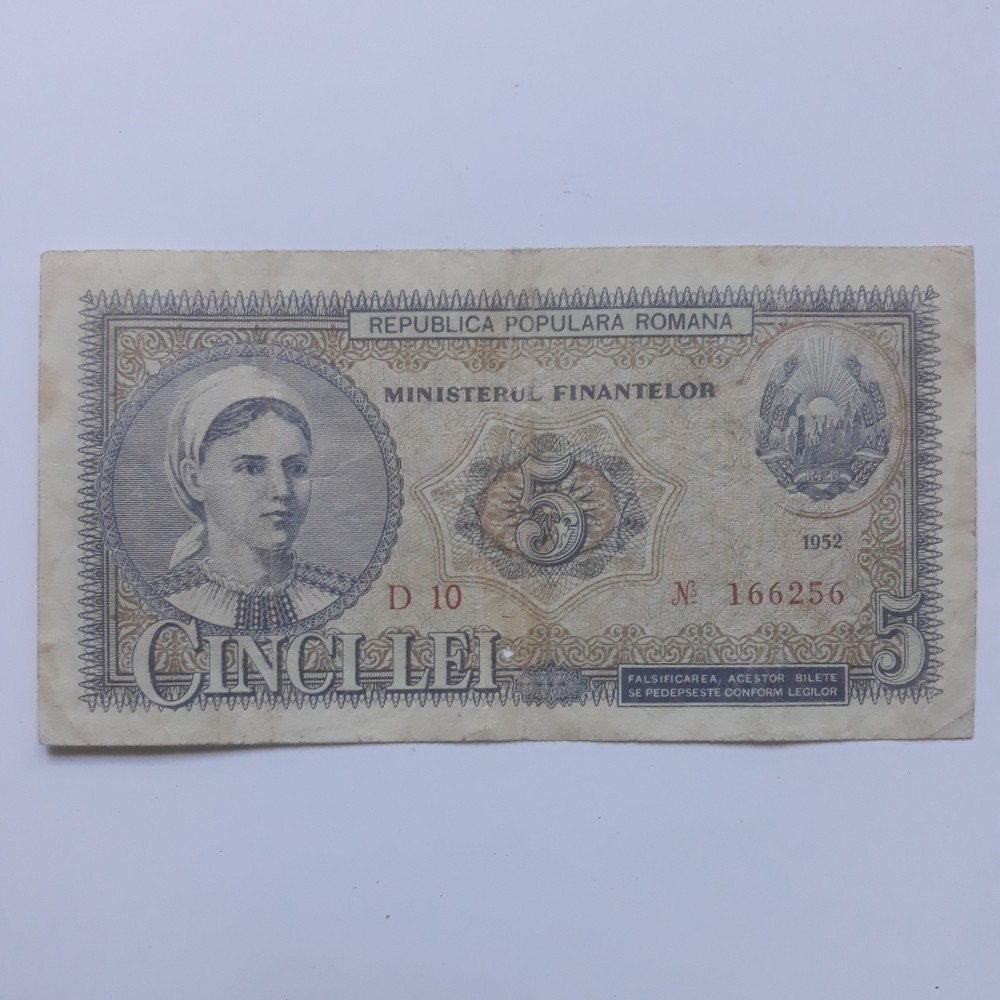 REPUBLICA POPULARA ROMANA
MINISTERUL FINANTELOR
5
1952
D 10
№ 166256
CINCI LEI
FALSIFICAREA ACESTOR BILETE
SE PEDEPSESTE CONFORM LEGILOR
5